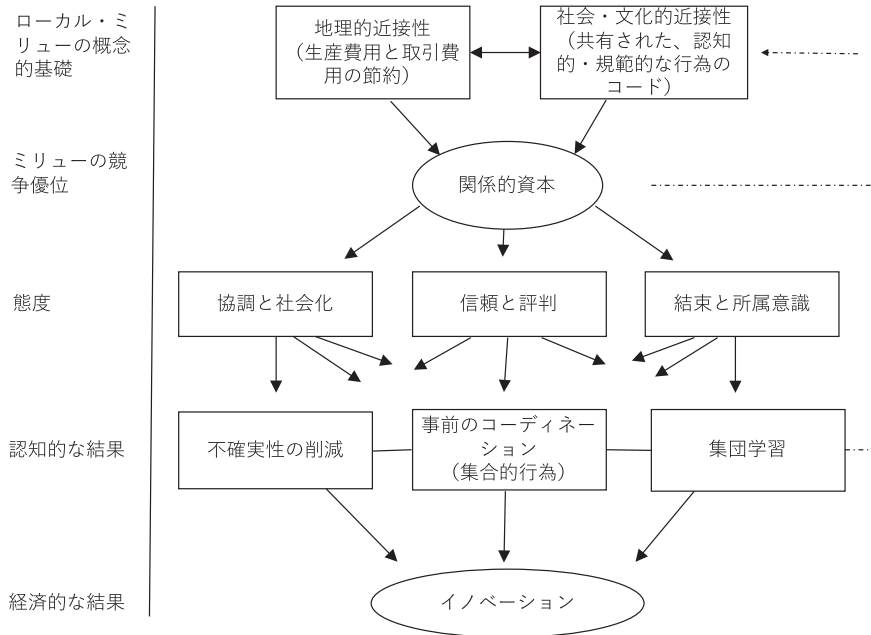 ローカル・ミ
リューの概念
的基礎
地理的近接性
（生産費用と取引費
用の節約）
社会・文化的近接性
（共有された、認知
的・規範的な行為の
コード）
ミリューの競
争優位
関係的資本
態度
協調と社会化
信頼と評判
結束と所属意識
認知的な結果
不確実性の削減
事前のコーディネー
ション
（集合的行為）
集団学習
経済的な結果
イノベーション